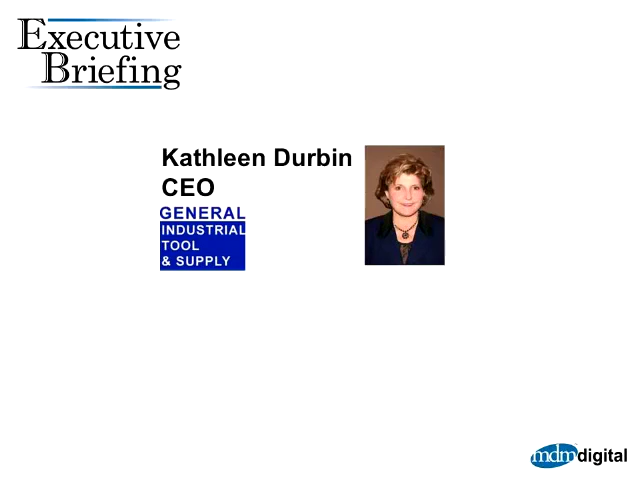 Executive
Briefing
Kathleen Durbin
CEO
GENERAL
INDUSTRIAL
TOOL
& SUPPLY
mdm digital